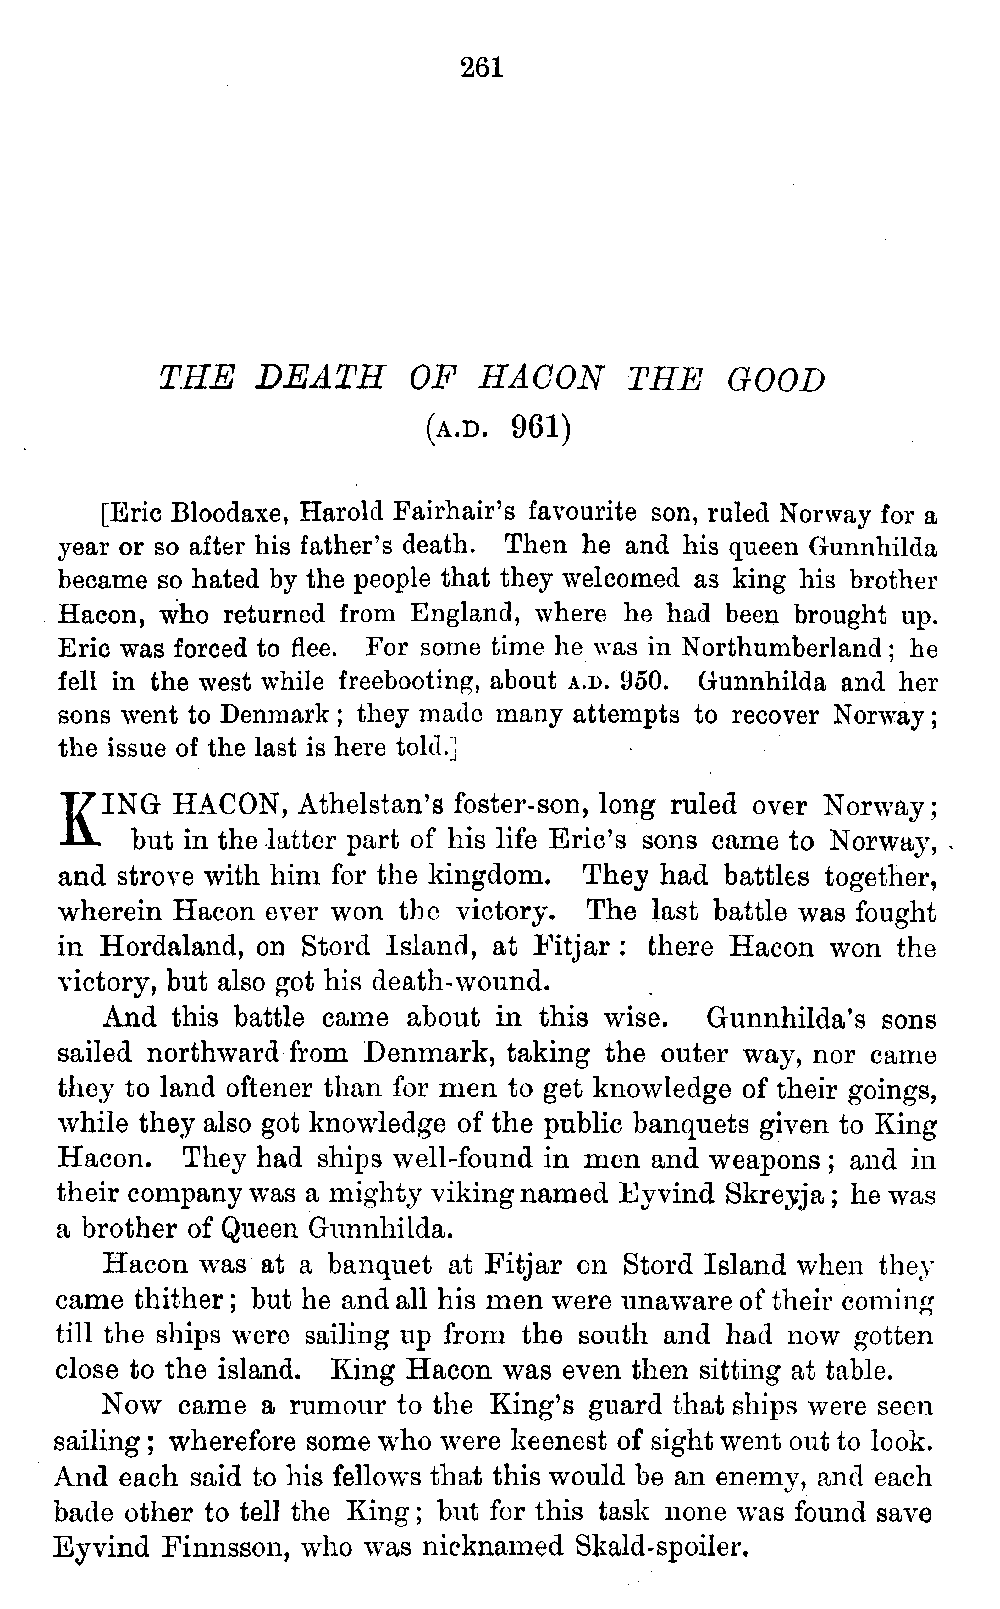 261
THE DEATH OF HACON THE GOOD
(A.D. 961)
[Eric Bloodaxe, Harold Fairhair's favourite son, ruled Norway for a
year or so after his father's death. Then he and his queen Gunnhilda
became so hated by the people that they welcomed as king his brother
Hacon, who returned from England, where he had been brought up.
Eric was forced to flee. For some time he was in Northumberland; he
fell in the west while freebooting, about A.D. 950. Gunnhilda and her
sons went to Denmark; they made many attempts to recover Norway;
the issue of the last is here told.]
KING HACON, Athelstan's foster-son, long ruled over Norway;
but in the latter part of his life Eric's sons came to Norway,
and strove with him for the kingdom. They had battles together,
wherein Hacon ever won the victory. The last battle was fought
in Hordaland, on Stord Island, at Fitjar: there Hacon won the
victory, but also got his death-wound.
And this battle came about in this wise. Gunnhilda's sons
sailed northward from Denmark, taking the outer way, nor came
they to land oftener than for men to get knowledge of their goings,
while they also got knowledge of the public banquets given to King
Hacon. They had ships well-found in men and weapons; and in
their company was a mighty viking named Eyvind Skreyja; he was
a brother of Queen Gunnhilda.
Hacon was at a banquet at Fitjar on Stord Island when they
came thither; but he and all his men were unaware of their coming
till the ships were sailing up from the south and had now gotten
close to the island. King Hacon was even then sitting at table.
Now came a rumour to the King's guard that ships were seen
sailing; wherefore some who were keenest of sight went out to look.
And each said to his fellows that this would be an enemy, and each
bade other to tell the King; but for this task none was found save
Eyvind Finnsson, who was nicknamed Skald-spoiler.